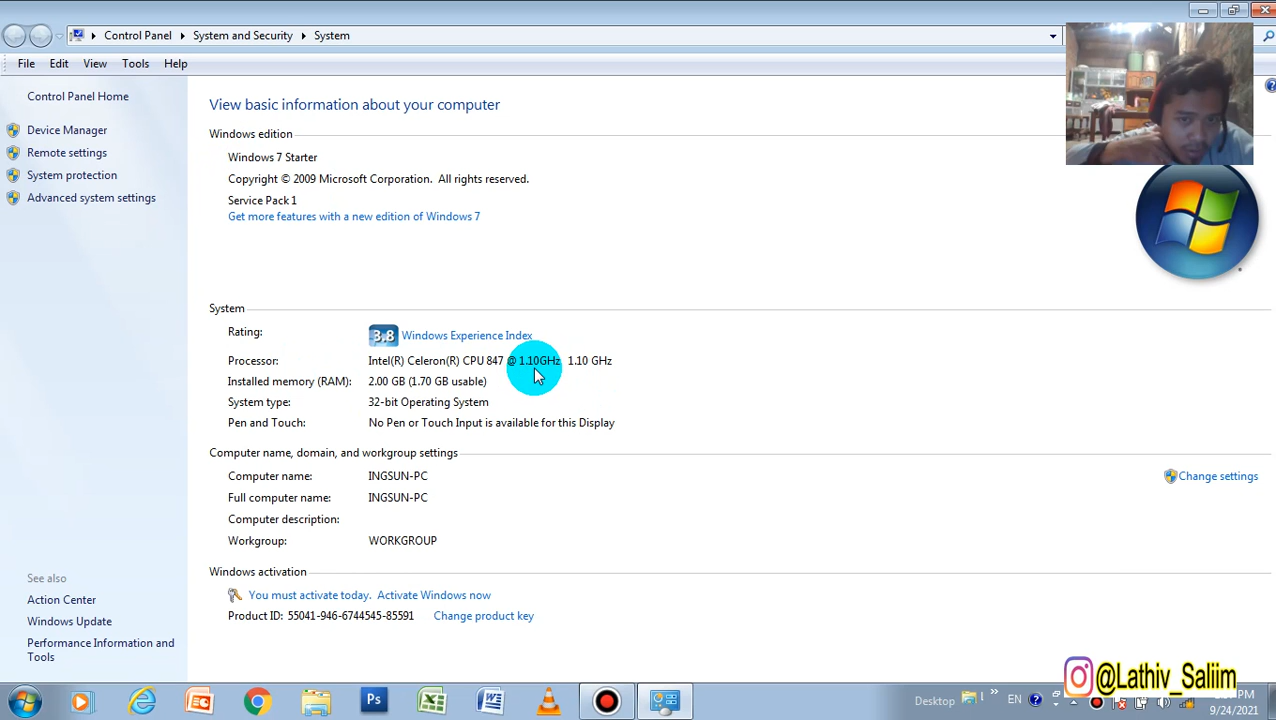 Control Panel System and Security System
File Edit View Tools Help
Control Panel Home
Device Manager
Remote settings
System protection
Advanced system settings
See also
Action Center
Windows Update
Performance Information and
Tools
View basic information about your computer
Windows edition
Windows 7 Starter
Copyright © 2009 Microsoft Corporation. All rights reserved.
Service Pack 1
Get more features with a new edition of Windows 7
System
Rating: 3.8 Windows Experience Index
Processor: Intel(R) Celeron(R) CPU 847 @ 1.10GHz 1.10 GHz
Installed memory (RAM): 2.00 GB (1.70 GB usable)
System type: 32-bit Operating System
Pen and Touch: No Pen or Touch Input is available for this Display
Computer name, domain, and workgroup settings
Computer name: INGSUN-PC Change settings
Full computer name: INGSUN-PC
Computer description:
Workgroup: WORKGROUP
Windows activation
You must activate today. Activate Windows now
Product ID: 55041-946-6744545-85591 Change product key
@Lathiv_Saliim
Ps
Desktop » EN PM
9/24/2021